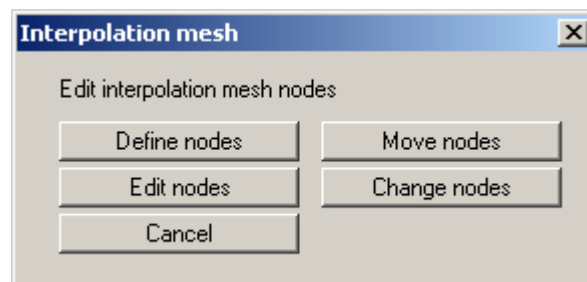 Interpolation mesh
Edit interpolation mesh nodes
Define nodes Move nodes
Edit nodes Change nodes
Cancel